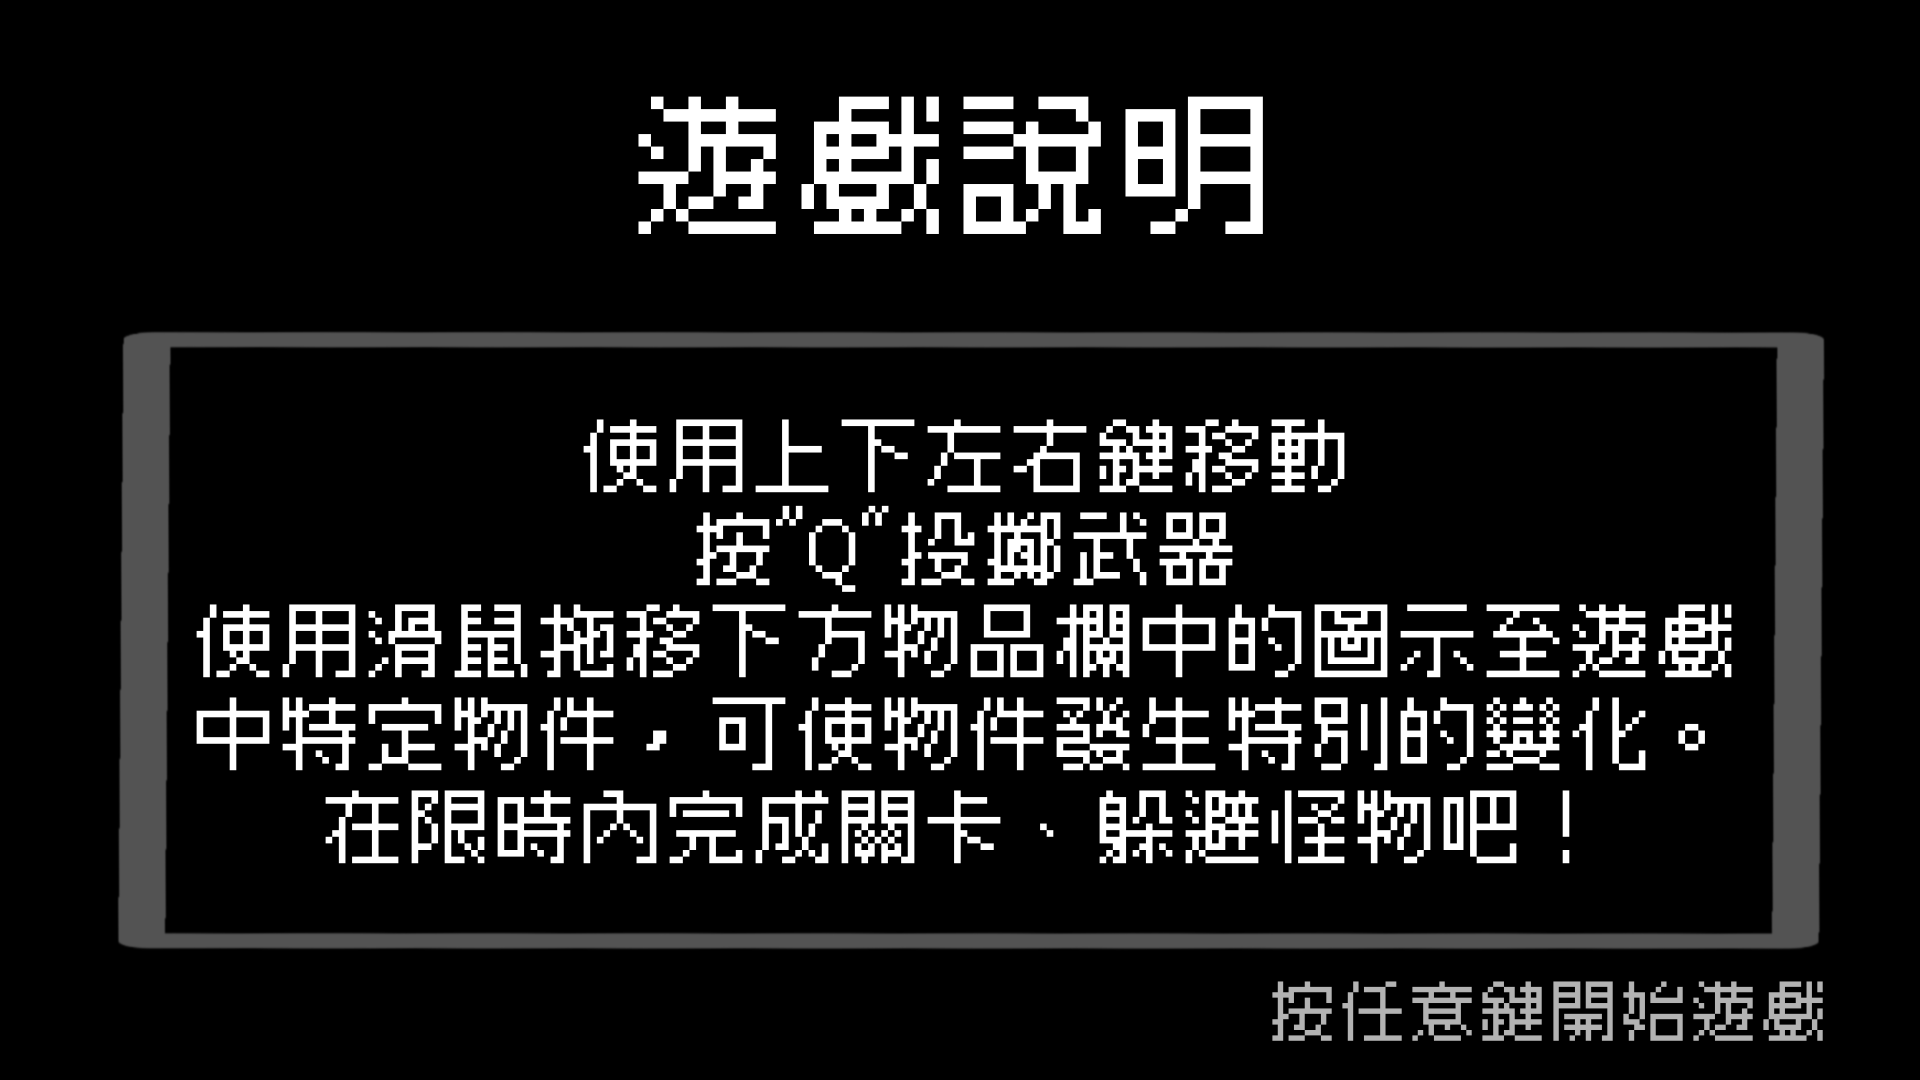 遊戲說明
使用上下左右鍵移動
按"Q"投擲武器
使用滑鼠拖移下方物品欄中的圖示至遊戲
中特定物件，可使物件發生特別的變化。
在限時內完成關卡、躲避怪物吧！
按任意鍵開始遊戲